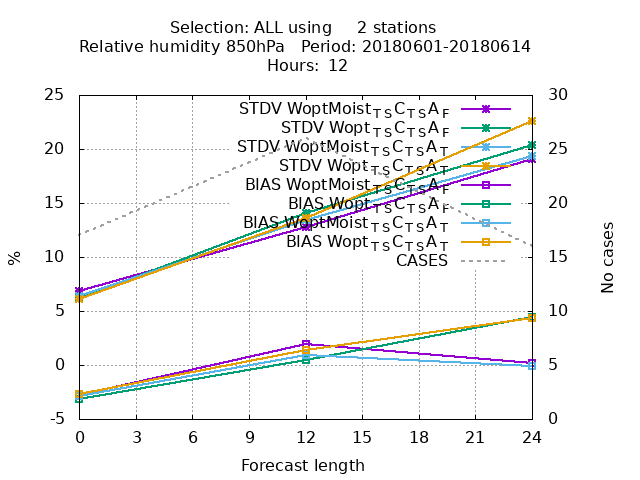 Selection: ALL using     2 stations
Relative humidity 850hPa   Period: 20180601-20180614
Hours:  12
25
20
15
10
5
0
-5
30
25
20
15
10
5
0
%
No cases
STDV WoptMoist_TS C_TS A_F
STDV Wopt_TS C_TS A_F
STDV WoptMoist_TS C_TS A_T
STDV Wopt_TS C_TS A_T
BIAS WoptMoist_TS C_TS A_F
BIAS Wopt_TS C_TS A_F
BIAS WoptMoist_TS C_TS A_T
BIAS Wopt_TS C_TS A_T
CASES
0 3 6 9 12 15 18 21 24
Forecast length